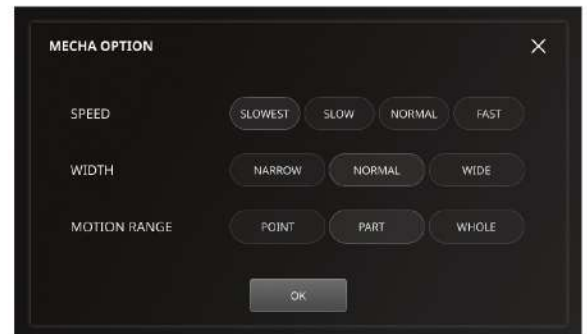 MECHA OPTION
SPEED SLOWEST SLOW NORMAL FAST
WIDTH NARROW NORMAL WIDE
MOTION RANGE POINT PART WHOLE
OK